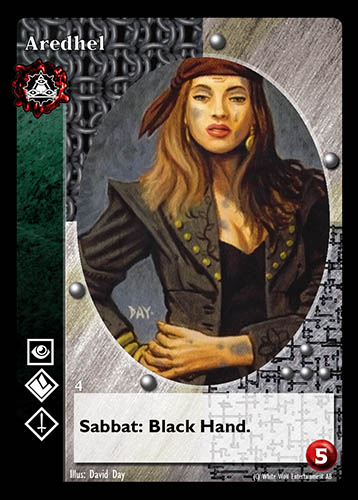 Aredhel
DAY.
4
Sabbat: Black Hand.
5
Illus: David Day
(C) White Wolf Entertainment AB